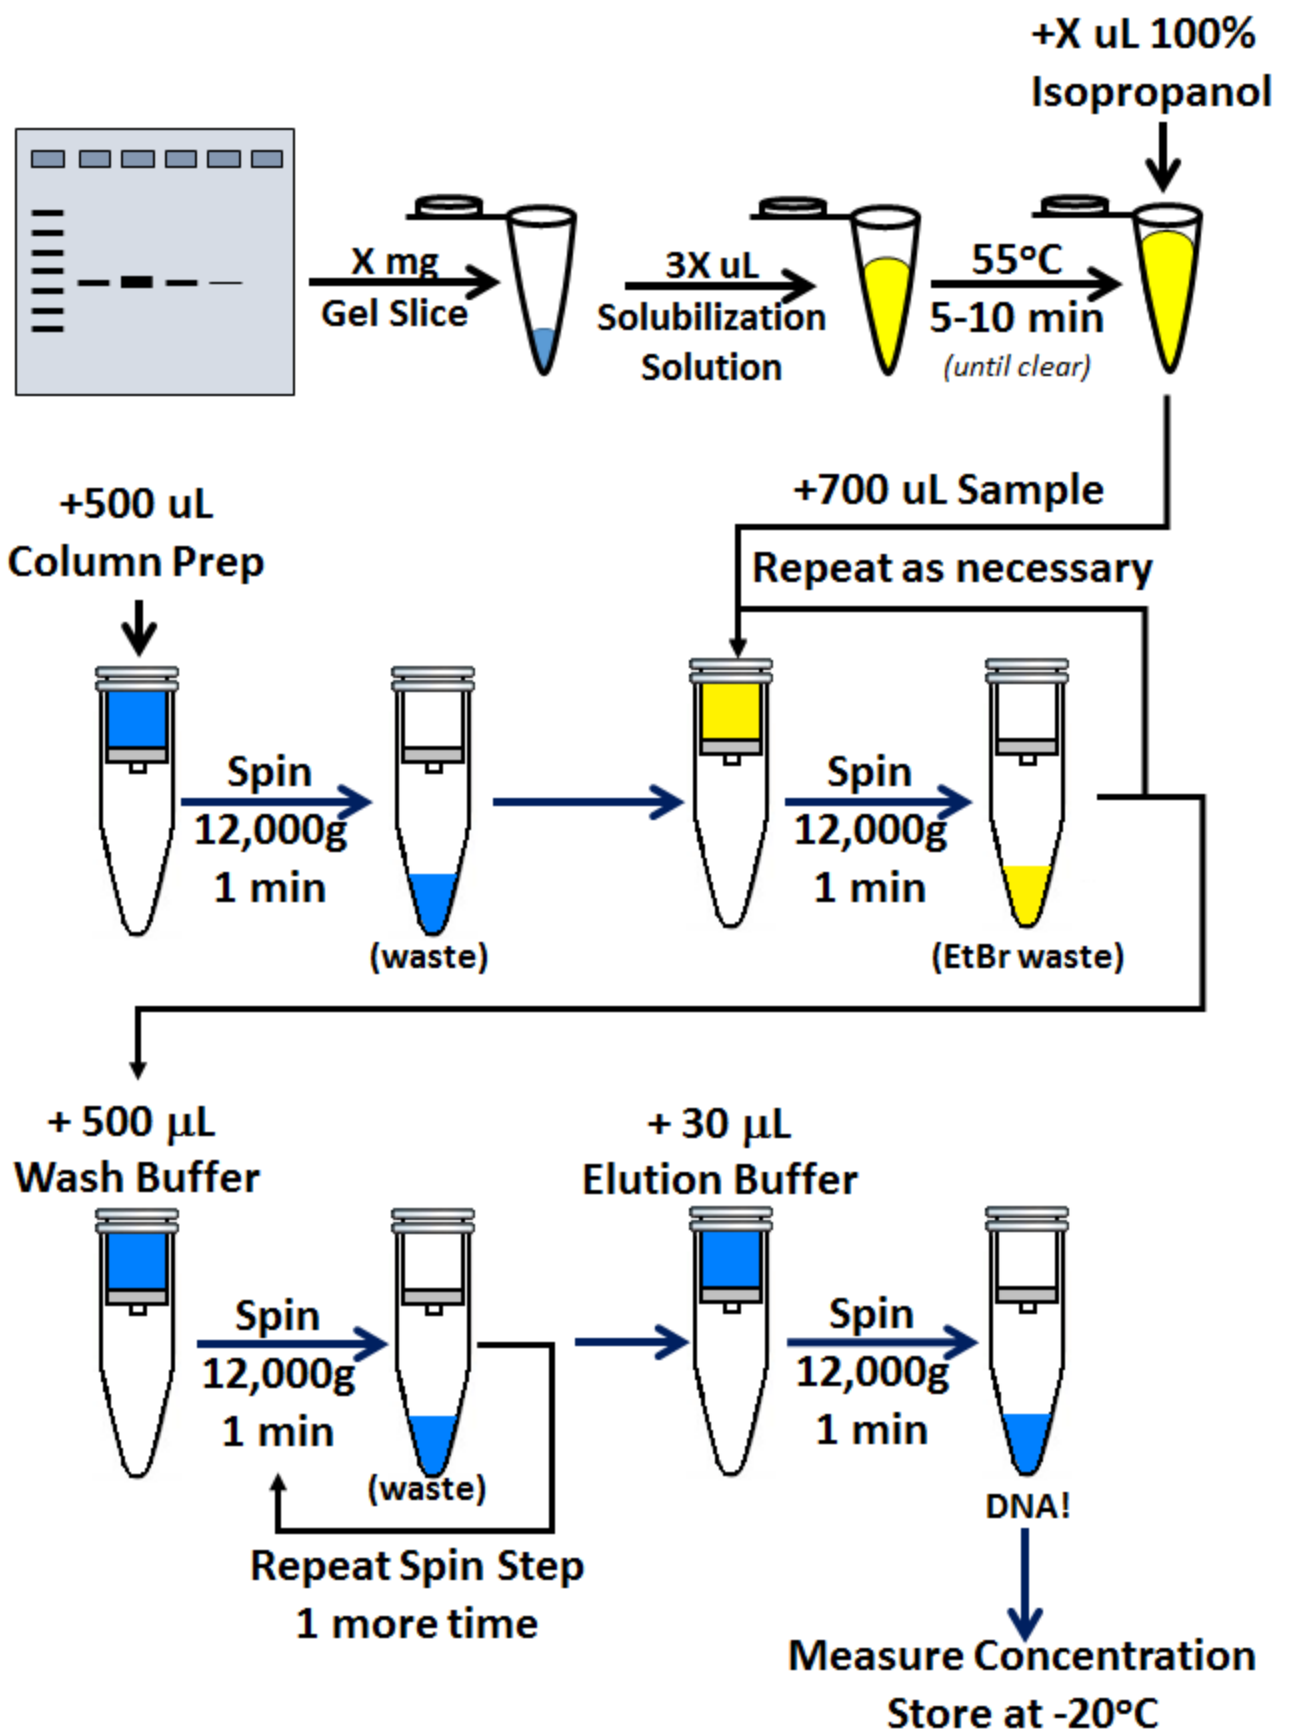 +X uL 100%
Isopropanol
X mg
Gel Slice
3X uL
Solubilization
Solution
55°C
5-10 min
(until clear)
+700 uL Sample
Repeat as necessary
+500 uL
Column Prep
Spin
12,000g
1 min
(waste)
Spin
12,000g
1 min
(EtBr waste)
+ 500 μL
Wash Buffer
Spin
12,000g
1 min
(waste)
Repeat Spin Step
1 more time
+ 30 μL
Elution Buffer
Spin
12,000g
1 min
DNA!
Measure Concentration
Store at -20°C